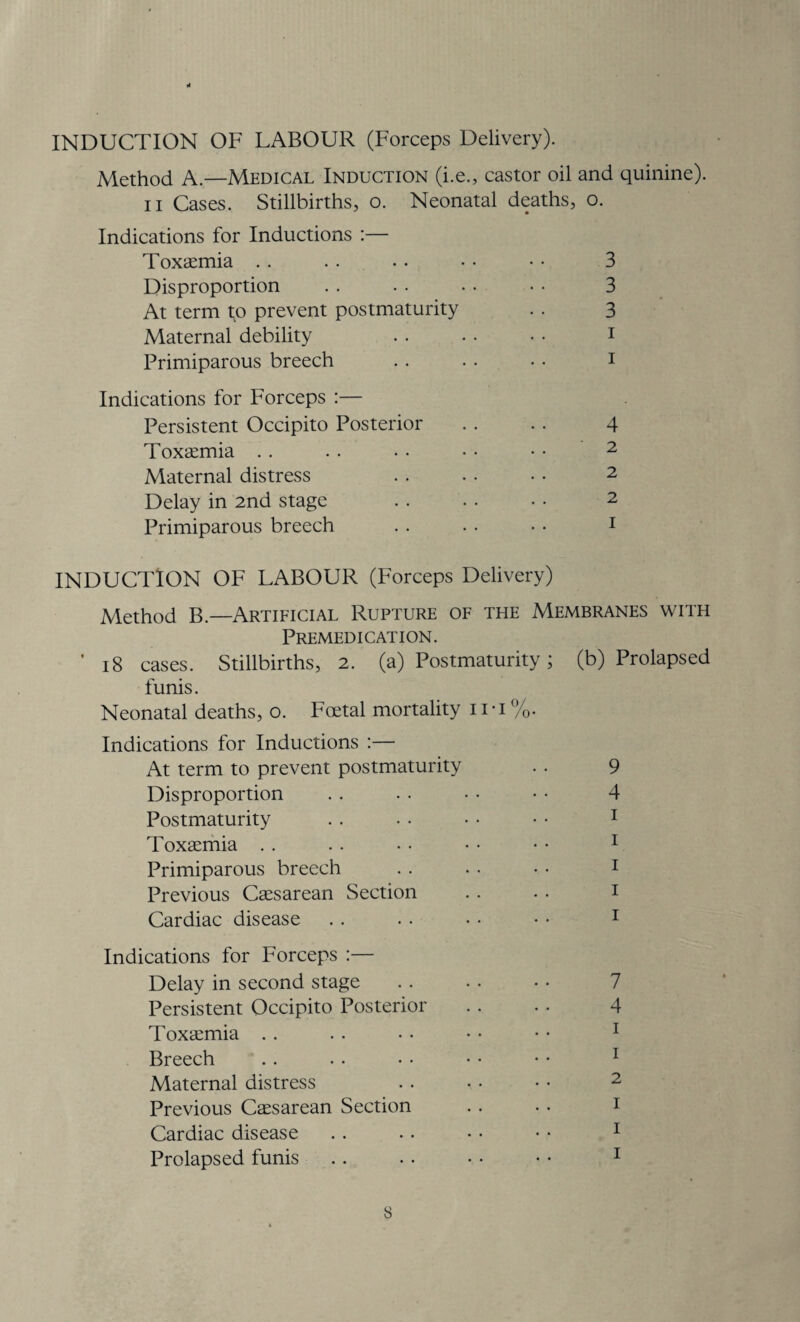 INDUCTION OF LABOUR (Forceps Delivery).
Method A.—MEDICAL INDUCTION (i.e., castor oil and quinine).
11 Cases. Stillbirths, 0. Neonatal deaths, 0.
Indications for Inductions :—
Toxæmia .. .. .. .. .. 3
Disproportion .. .. .. .. 3
At term to prevent postmaturity .. 3
Maternal debility .. .. .. 1
Primiparous breech .. .. .. 1
Indications for Forceps :—
Persistent Occipito Posterior .. .. 4
Toxæmia .. .. .. .. .. 2
Maternal distress .. .. .. 2
Delay in 2nd stage .. .. .. 2
Primiparous breech .. .. .. 1
INDUCTION OF LABOUR (Forceps Delivery)
Method B.—ARTIFICIAL RUPTURE OF THE MEMBRANES WITH
PREMEDICATION.
18 cases. Stillbirths, 2. (a) Postmaturity ; (b) Prolapsed
funis.
Neonatal deaths, 0. Fœtal mortality 11·1%.
Indications for Inductions :—
At term to prevent postmaturity .. 9
Disproportion .. .. .. .. 4
Postmaturity .. .. .. .. 1
Toxæmia .. .. .. .. .. 1
Primiparous breech .. .. .. 1
Previous Cæsarean Section .. .. 1
Cardiac disease .. .. .. .. 1
Indications for Forceps :—
Delay in second stage .. .. .. 7
Persistent Occipito Posterior .. .. 4
Toxæmia .. .. .. .. .. 1
Breech .. .. .. .. .. 1
Maternal distress .. .. .. 2
Previous Cæsarean Section .. .. 1
Cardiac disease .. .. .. .. 1
Prolapsed funis .. .. .. .. 1
8